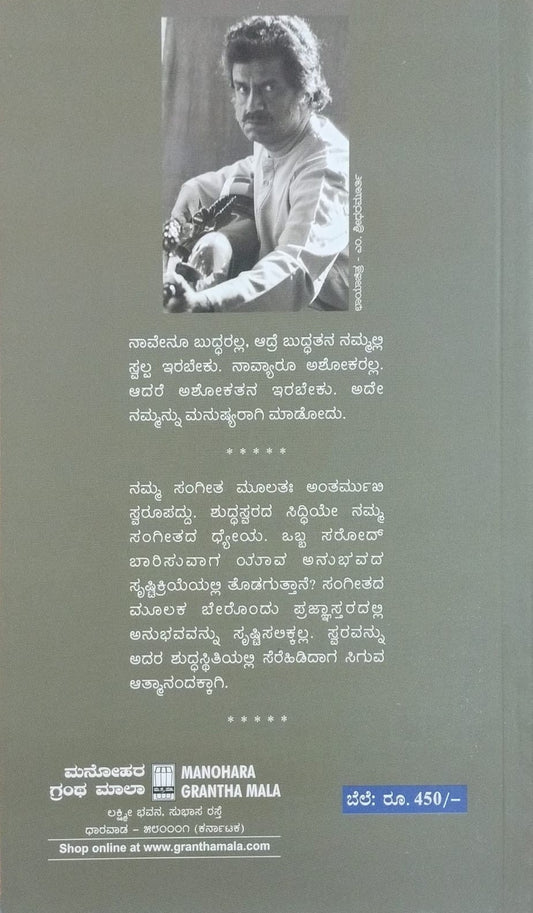 ಛಾಯಾಚಿತ್ರ - ಎಂ. ಶ್ರೀಧರಮೂರ್ತಿ
ನಾವೇನೂ ಬುದ್ಧರಲ್ಲ, ಆದ್ರೆ ಬುದ್ಧತನ ನಮ್ಮಲ್ಲಿ
ಸ್ವಲ್ಪ ಇರಬೇಕು. ನಾವ್ಯಾರೂ ಅಶೋಕರಲ್ಲ.
ಆದರೆ ಅಶೋಕತನ ಇರಬೇಕು. ಅದೇ
ನಮ್ಮನ್ನು ಮನುಷ್ಯರಾಗಿ ಮಾಡೋದು.
* * * * *
ನಮ್ಮ ಸಂಗೀತ ಮೂಲತಃ ಅಂತರ್ಮುಖಿ
ಸ್ವರೂಪದ್ದು. ಶುದ್ಧಸ್ವರದ ಸಿದ್ಧಿಯೇ ನಮ್ಮ
ಸಂಗೀತದ ಧ್ಯೇಯ. ಒಬ್ಬ ಸರೋದ್
ಬಾರಿಸುವಾಗ ಯಾವ ಅನುಭವದ
ಸೃಷ್ಟಿಕ್ರಿಯೆಯಲ್ಲಿ ತೊಡಗುತ್ತಾನೆ? ಸಂಗೀತದ
ಮೂಲಕ ಬೇರೊಂದು ಪ್ರಜ್ಞಾಸ್ತರದಲ್ಲಿ
ಅನುಭವವನ್ನು ಸೃಷ್ಟಿಸಲಿಕ್ಕಲ್ಲ. ಸ್ವರವನ್ನು
ಅದರ ಶುದ್ಧಸ್ಥಿತಿಯಲ್ಲಿ ಸೆರೆಹಿಡಿದಾಗ ಸಿಗುವ
ಆತ್ಮಾನಂದಕ್ಕಾಗಿ.
* * * * *
ಮನೋಹರ
ಗ್ರಂಥ ಮಾಲಾ
MANOHARA
GRANTHA MALA
ಲಕ್ಷ್ಮೀ ಭವನ, ಸುಭಾಸ ರಸ್ತೆ
ಧಾರವಾಡ – ೫೮೦೦೦೧ (ಕರ್ನಾಟಕ)
Shop online at www.granthamala.com
ಬೆಲೆ: ರೂ. 450/–